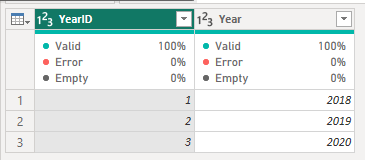 1²3 YearID 1²3 Year
Valid 100% Valid 100%
Error 0% Error 0%
Empty 0% Empty 0%
1 1 2018
2 2 2019
3 3 2020